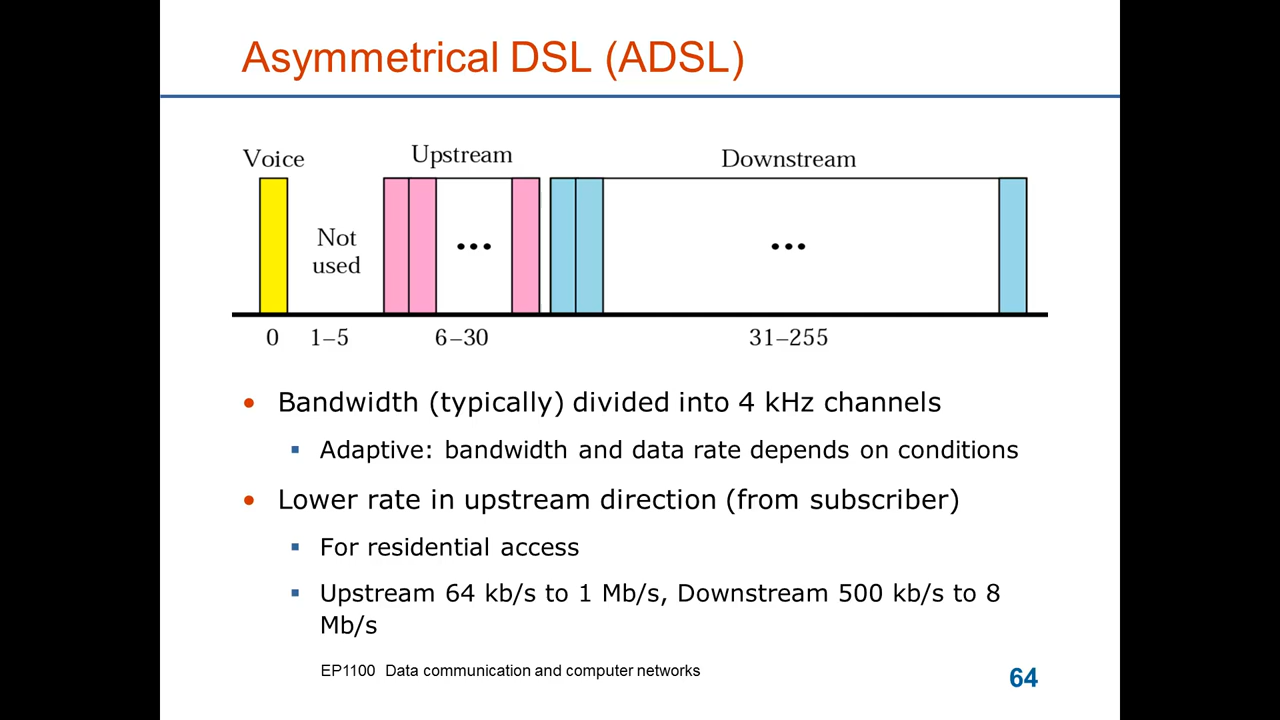 Asymmetrical DSL (ADSL)
Voice
Upstream
Downstream
Not
used
...
...
0
1–5
6–30
31–255
• Bandwidth (typically) divided into 4 kHz channels
▪ Adaptive: bandwidth and data rate depends on conditions
• Lower rate in upstream direction (from subscriber)
▪ For residential access
▪ Upstream 64 kb/s to 1 Mb/s, Downstream 500 kb/s to 8
Mb/s
EP1100 Data communication and computer networks
64